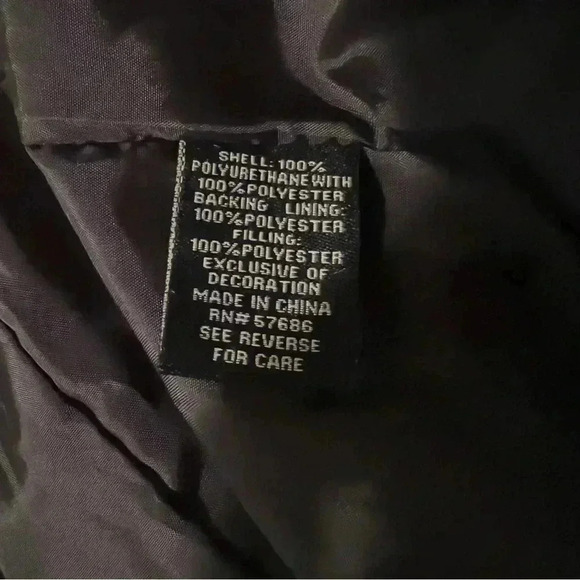 SHELL: 100%
POLYURETHANE WITH
100%POLYESTER
BACKING LINING:
100%POLYESTER
FILLING:
100%POLYESTER
EXCLUSIVE OF
DECORATION
MADE IN CHINA
RN# 57686
SEE REVERSE
FOR CARE